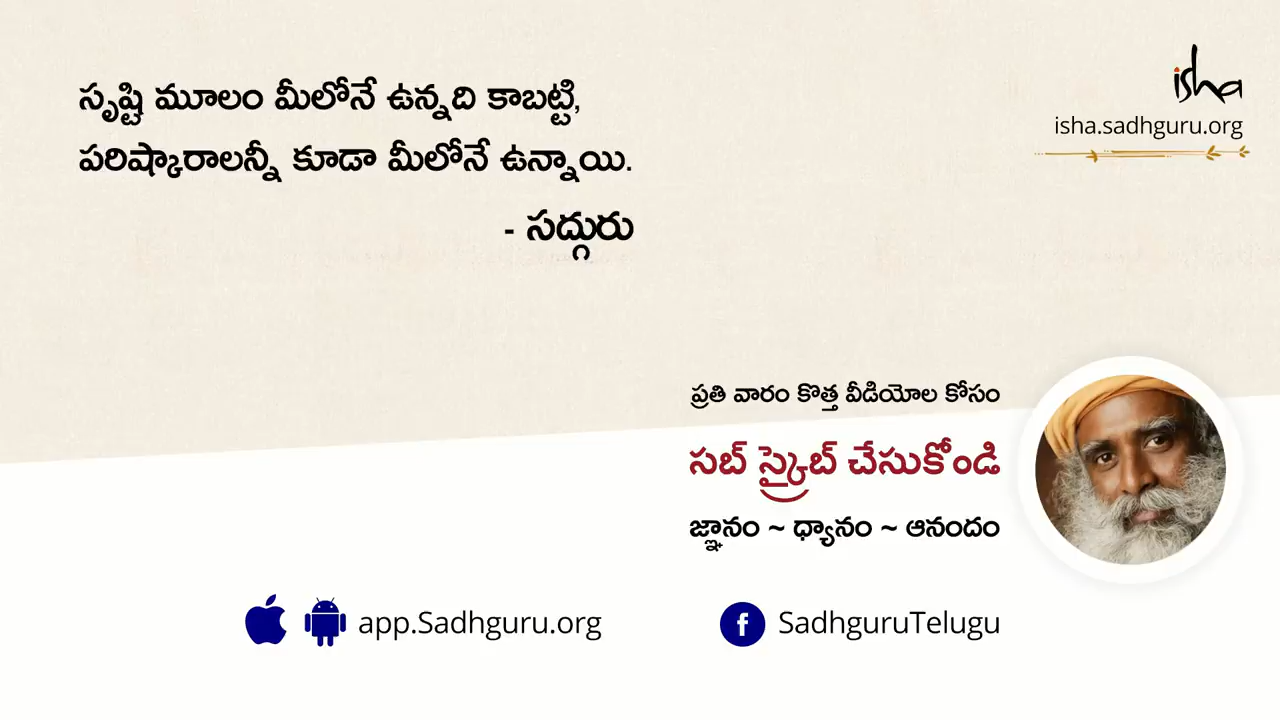 సృష్టి మూలం మీలోనే ఉన్నది కాబట్టి,
పరిష్కారాలన్నీ కూడా మీలోనే ఉన్నాయి.
- సద్గురు
isha
isha.sadhguru.org
ప్రతి వారం కొత్త వీడియోల కోసం
సబ్ స్క్రైబ్ చేసుకోండి
జ్ఞానం ~ ధ్యానం ~ ఆనందం
app.Sadhguru.org
SadhguruTelugu